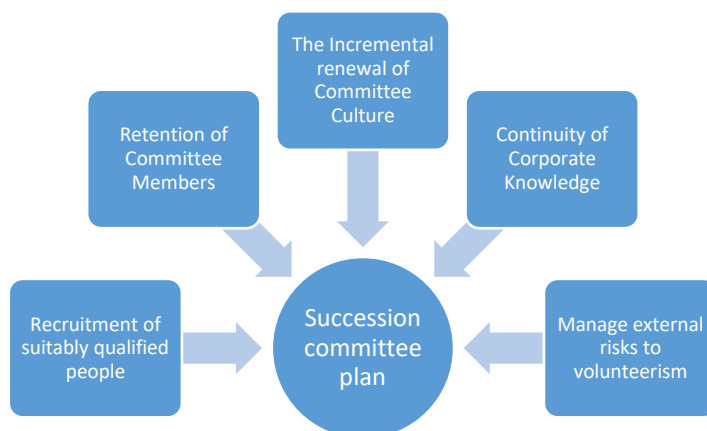 The Incremental
renewal of
Committee
Culture
Retention of
Committee
Members
Continuity of
Corporate
Knowledge
Recruitment of
suitably qualified
people
Succession
committee
plan
Manage external
risks to
volunteerism